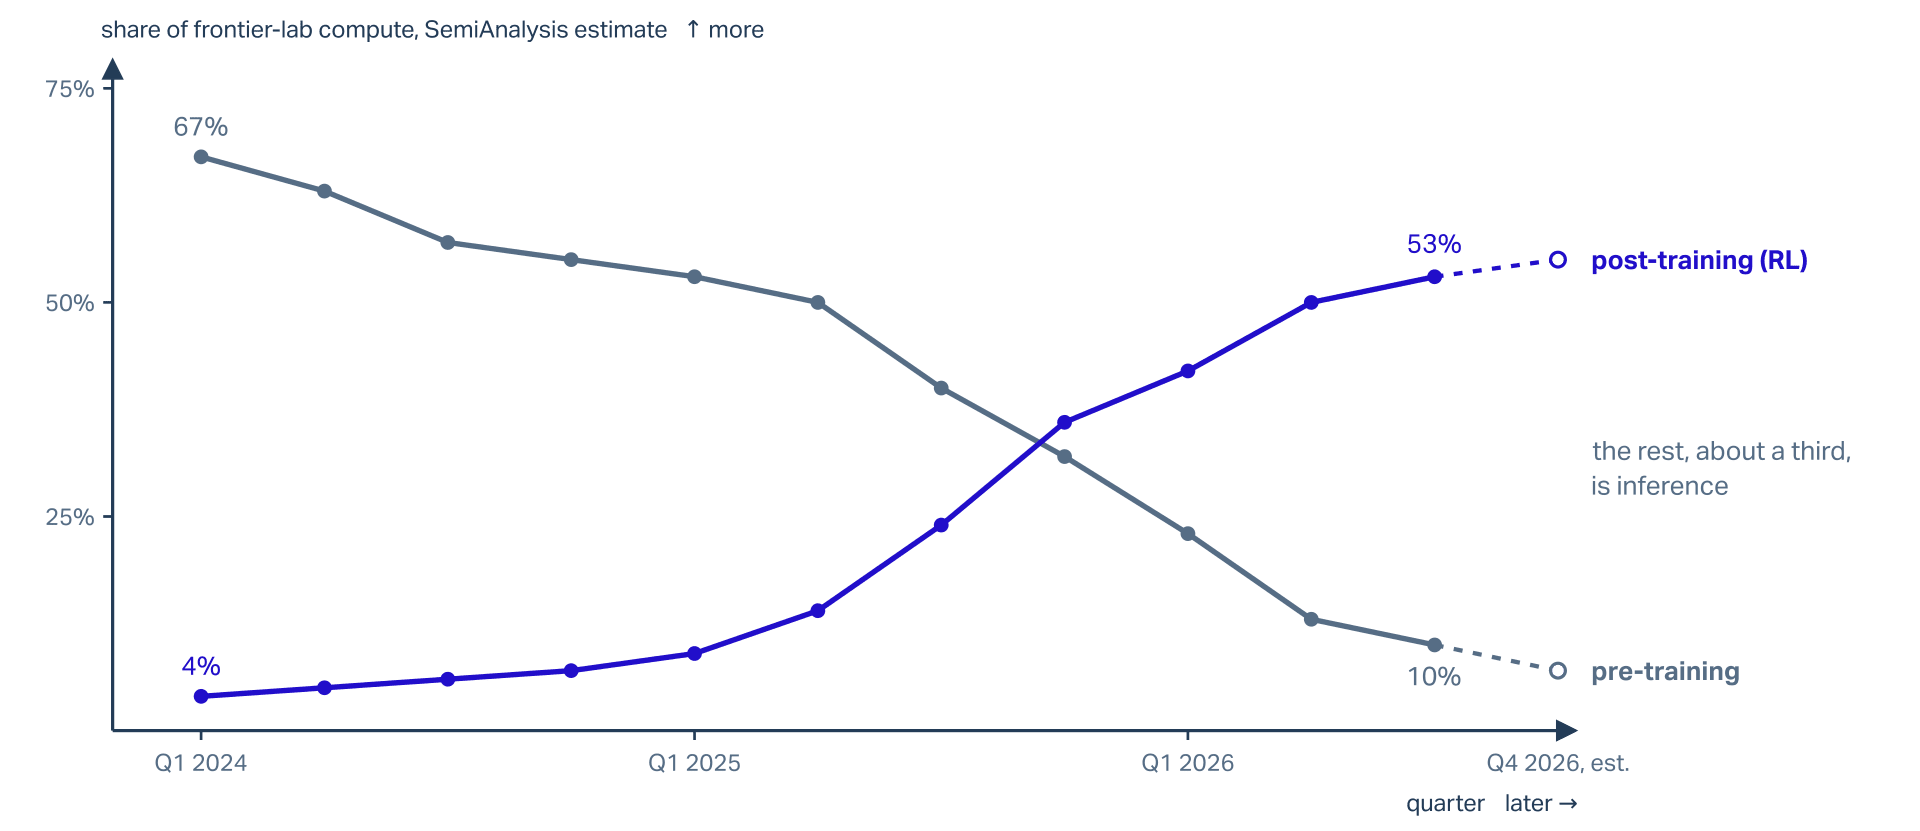 share of frontier-lab compute, SemiAnalysis estimate ↑ more
75%
67%
53%
post-training (RL)
50%
the rest, about a third,
is inference
25%
4%
10%
pre-training
Q1 2024
Q1 2025
Q1 2026
Q4 2026, est.
quarter later →